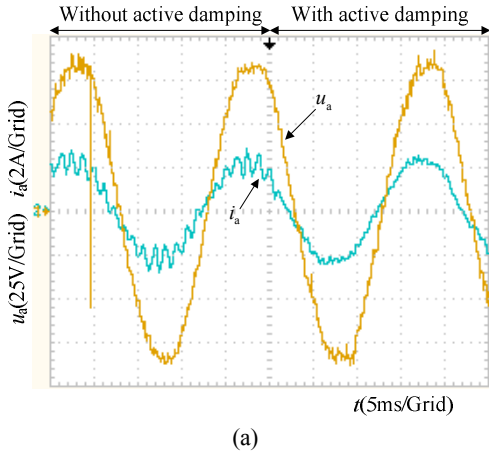 Without active damping
With active damping
uₐ
iₐ
iₐ(2A/Grid)
uₐ(25V/Grid)
t(5ms/Grid)
(a)